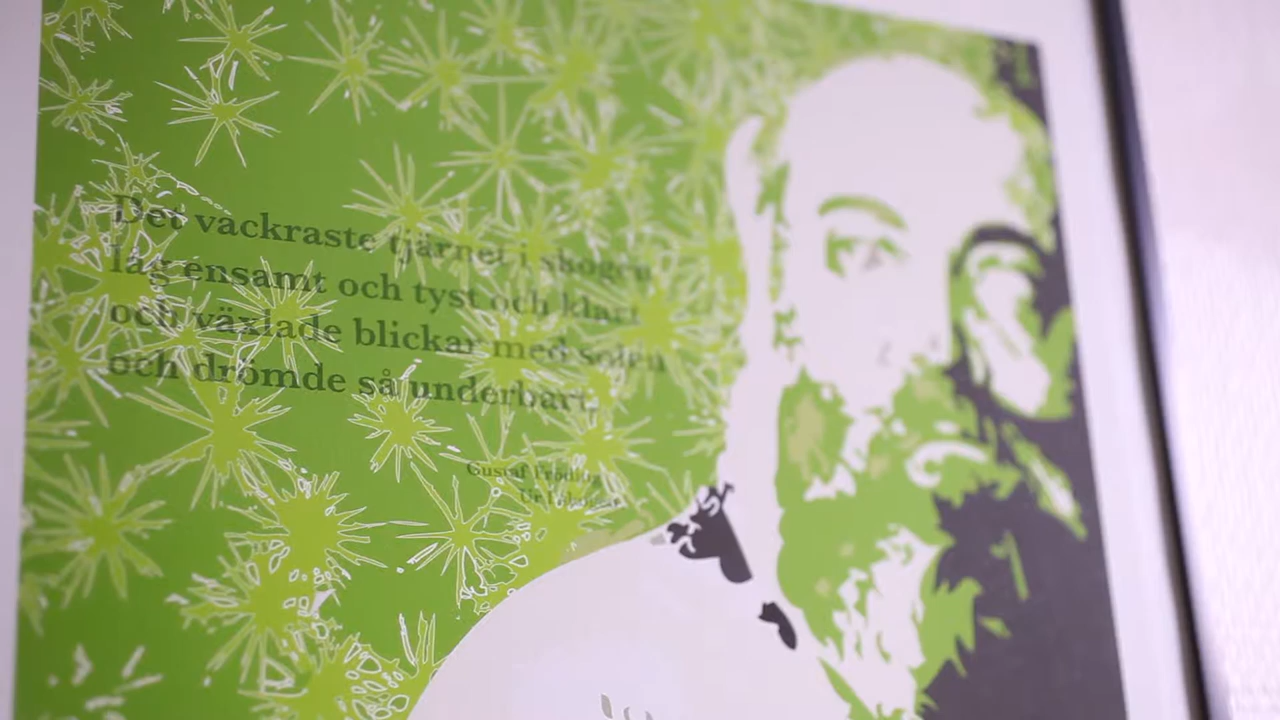 Det vackraste tjärnet i skogen
låg ensamt och tyst och klart
och växlade blickar med solen
och drömde så underbart.
Gustaf Fröding
Ur